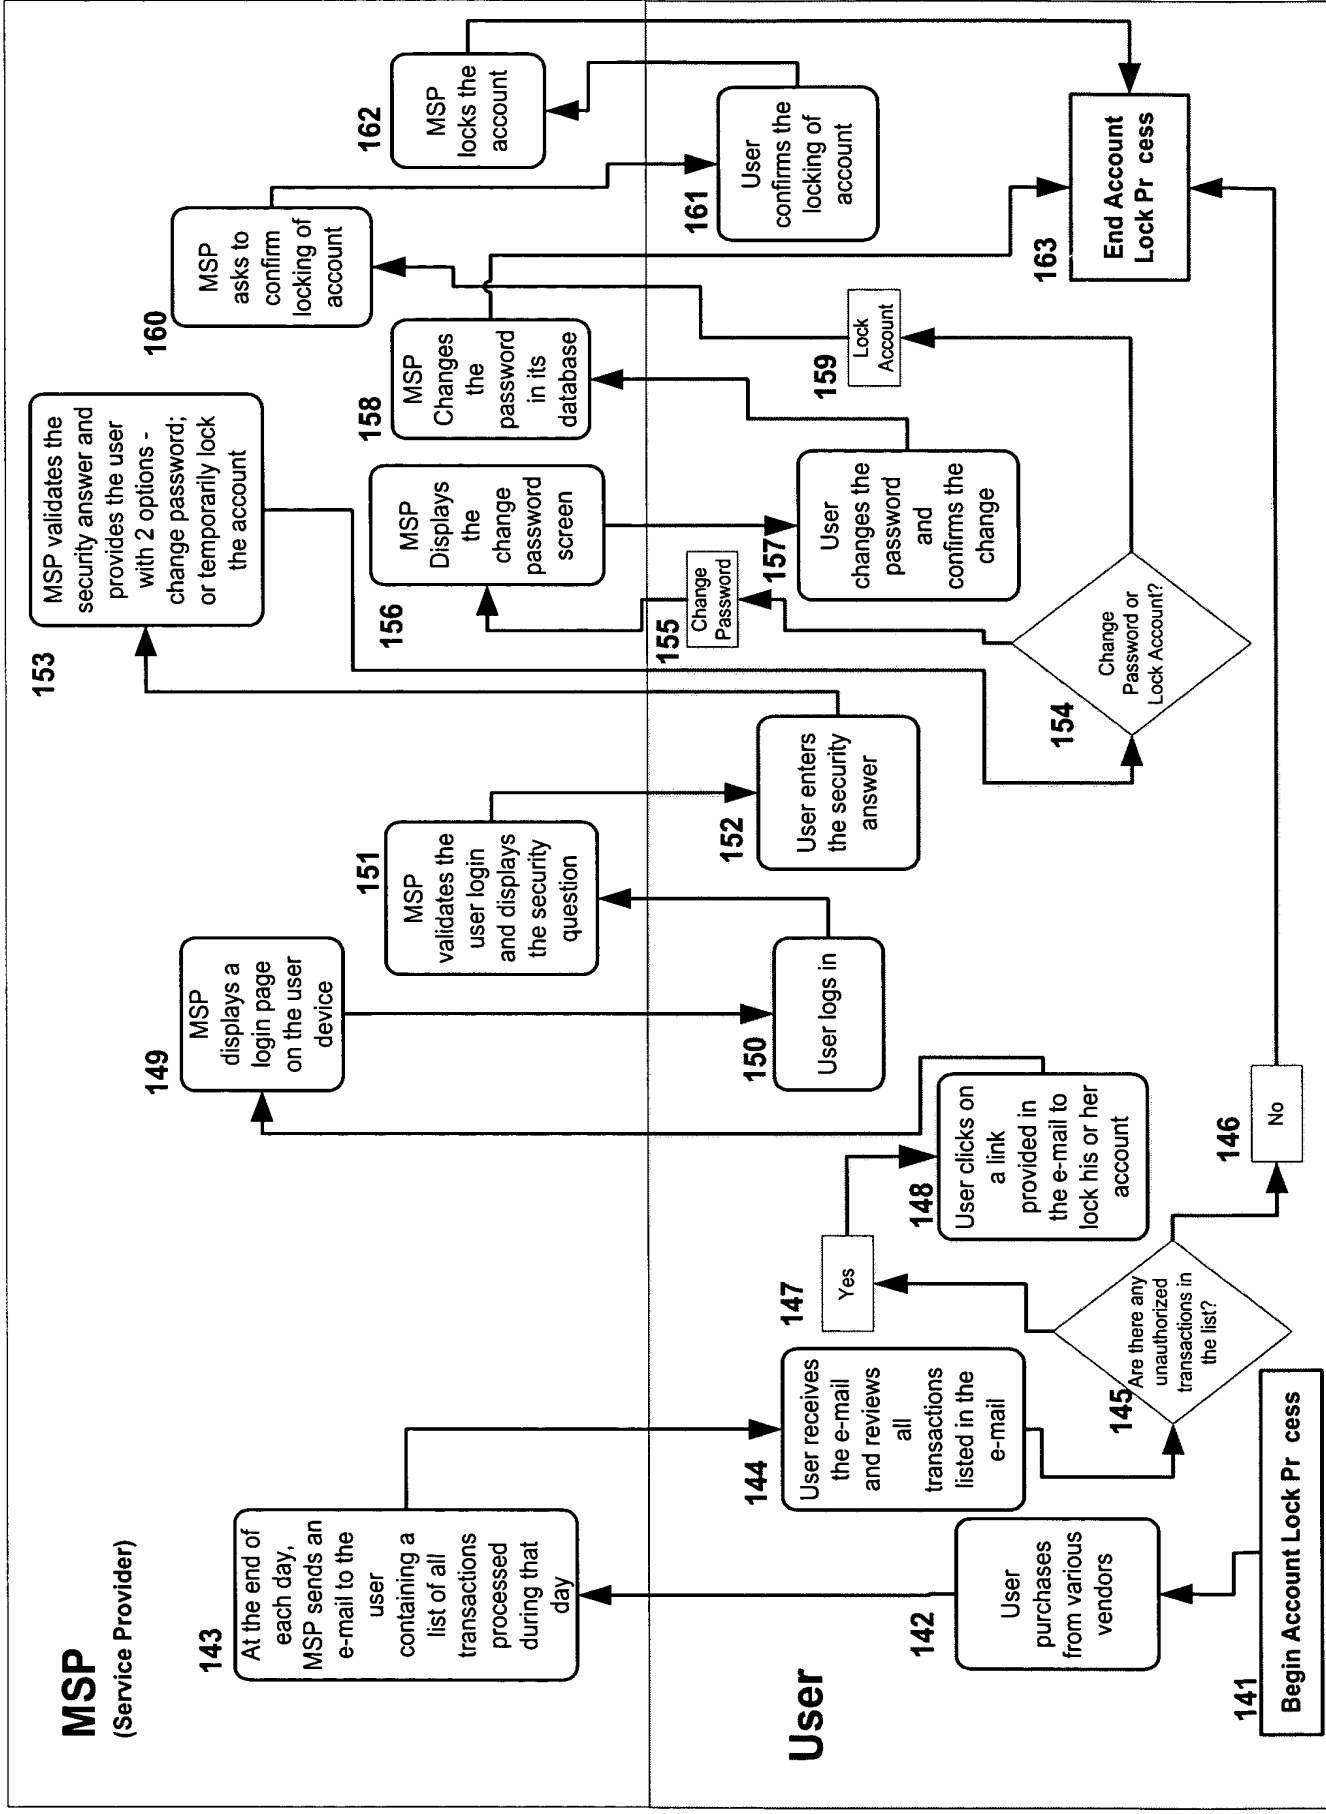 MSP
(Service Provider)
143
At the end of
each day,
MSP sends an
e-mail to the
user
containing a
list of all
transactions
processed
during that
day
149
MSP
displays a
login page
on the user
device
151
MSP
validates the
user login
and displays
the security
question
153
MSP validates the
security answer and
provides the user
with 2 options -
change password;
or temporarily lock
the account
156
MSP
Displays
the
change
password
screen
158
MSP
Changes
the
password
in its
database
160
MSP
asks to
confirm
locking of
account
162
MSP
locks the
account
User
141
Begin Account Lock Pr cess
142
User
purchases
from various
vendors
144
User receives
the e-mail
and reviews
all
transactions
listed in the
e-mail
145
Are there any
unauthorized
transactions in
the list?
146
No
147
Yes
148
User clicks on
a link
provided in
the e-mail to
lock his or her
account
150
User logs in
152
User enters
the security
answer
154
Change
Password or
Lock Account?
155
Change
Password
157
User
changes the
password
and
confirms the
change
159
Lock
Account
161
User
confirms the
locking of
account
163
End Account
Lock Pr cess